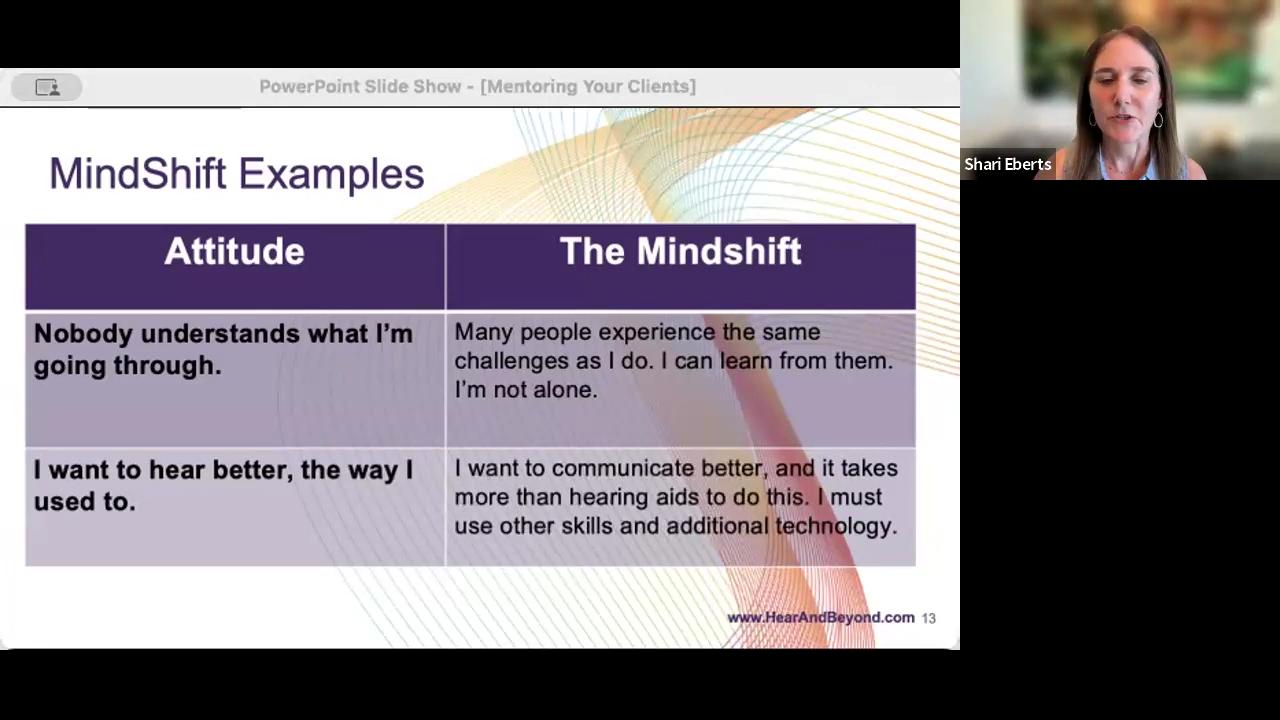 PowerPoint Slide Show - [Mentoring Your Clients]
Shari Eberts
MindShift Examples
Attitude
The Mindshift
Nobody understands what I'm
going through.
Many people experience the same
challenges as I do. I can learn from them.
I'm not alone.
I want to hear better, the way I
used to.
I want to communicate better, and it takes
more than hearing aids to do this. I must
use other skills and additional technology.
www.HearAndBeyond.com 13